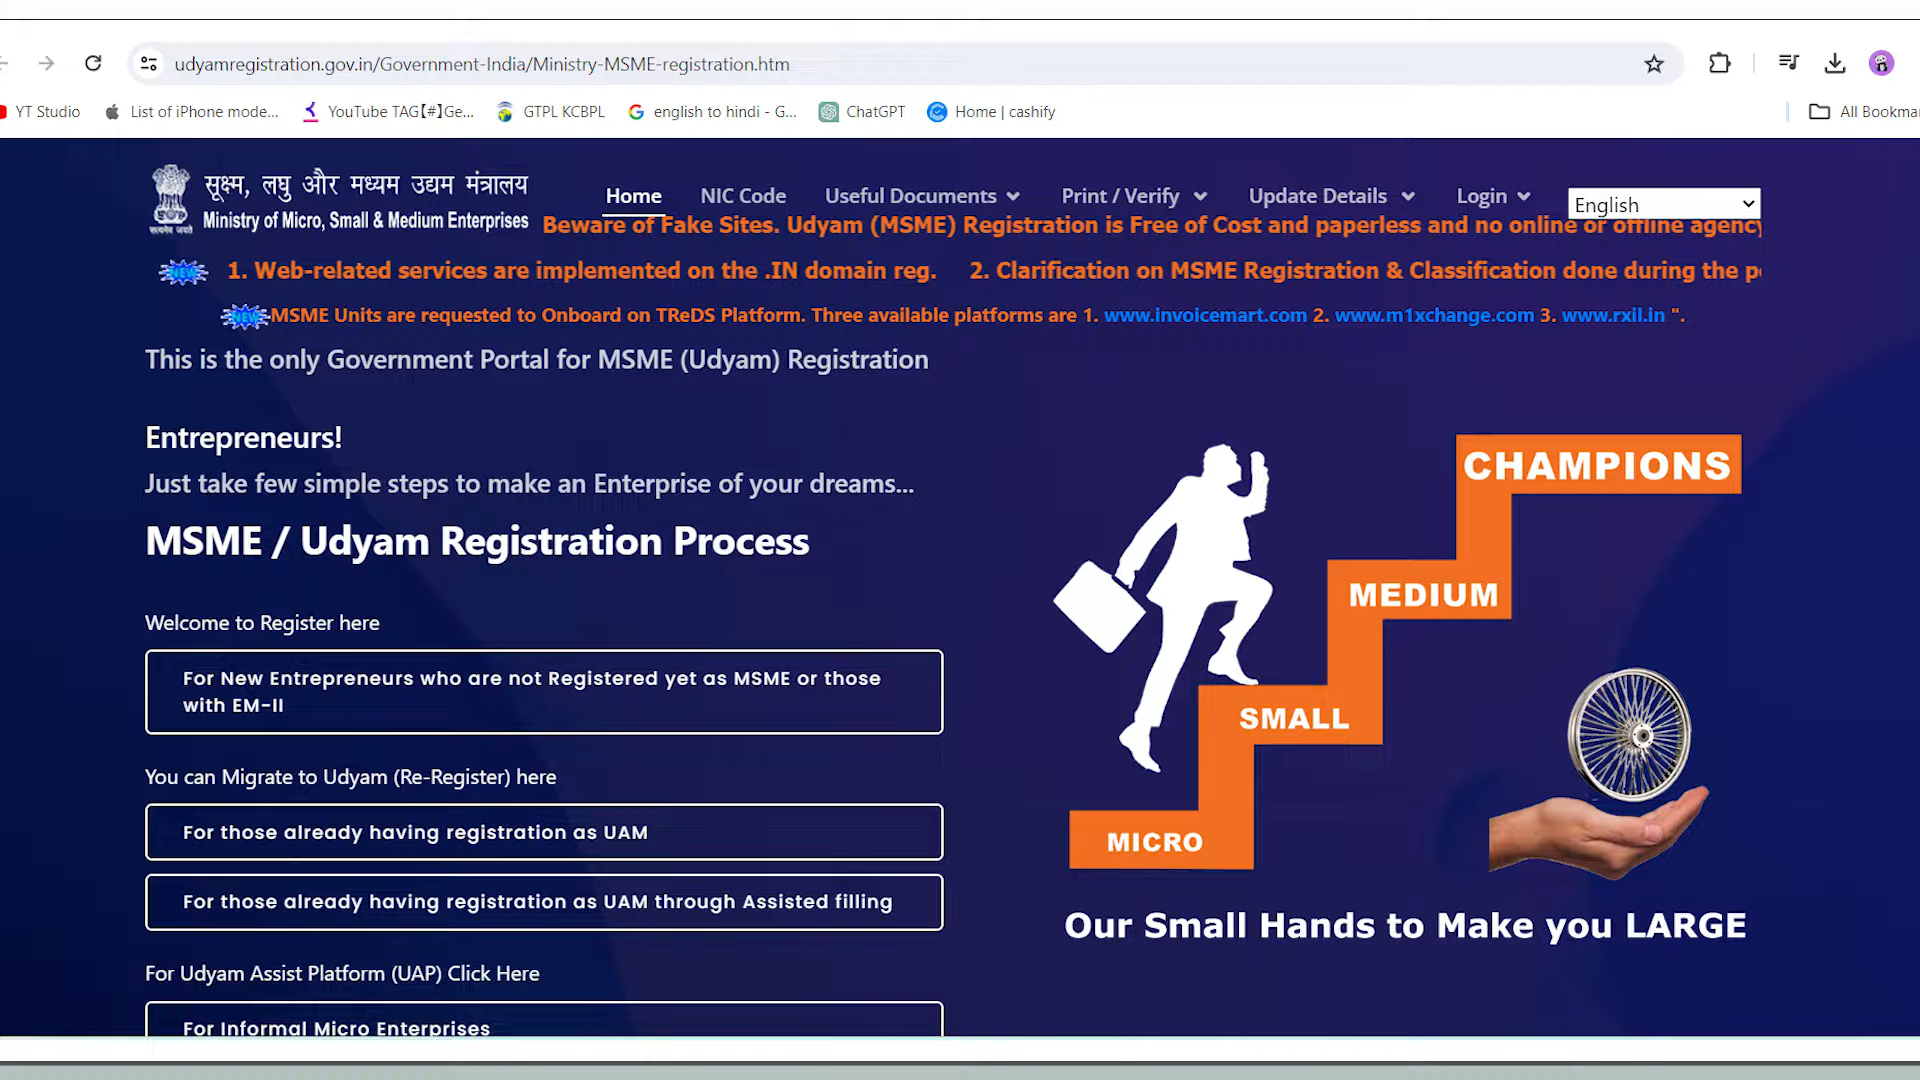 udyamregistration.gov.in/Government-India/Ministry-MSME-registration.htm
YT Studio List of iPhone mode... YouTube TAG【#】Ge... GTPL KCBPL english to hindi - G... ChatGPT Home | cashify All Bookma
सूक्ष्म, लघु और मध्यम उद्यम मंत्रालय
सत्यमेव जयते
Ministry of Micro, Small & Medium Enterprises
Home NIC Code Useful Documents Print / Verify Update Details Login English
Beware of Fake Sites. Udyam (MSME) Registration is Free of Cost and paperless and no online or offline agency
NEW 1. Web-related services are implemented on the .IN domain reg. 2. Clarification on MSME Registration & Classification done during the p
NEW MSME Units are requested to Onboard on TReDS Platform. Three available platforms are 1. www.invoicemart.com 2. www.m1xchange.com 3. www.rxil.in ".
This is the only Government Portal for MSME (Udyam) Registration
Entrepreneurs!
Just take few simple steps to make an Enterprise of your dreams...
MSME / Udyam Registration Process
Welcome to Register here
For New Entrepreneurs who are not Registered yet as MSME or those
with EM-II
You can Migrate to Udyam (Re-Register) here
For those already having registration as UAM
For those already having registration as UAM through Assisted filling
For Udyam Assist Platform (UAP) Click Here
For Informal Micro Enterprises
CHAMPIONS
MEDIUM
SMALL
MICRO
Our Small Hands to Make you LARGE